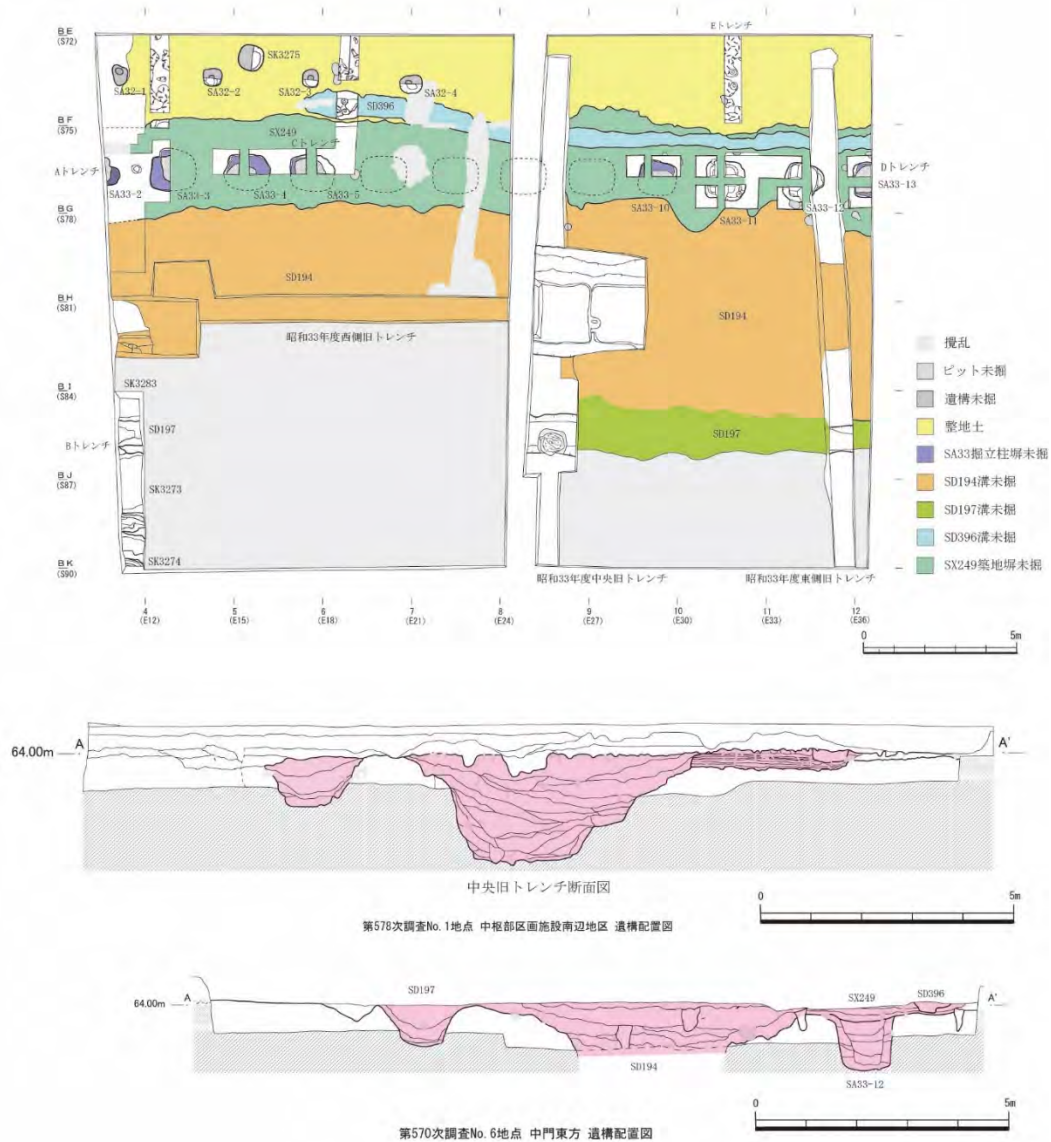 Eトレンチ
BE
(S72)
SK3275
SA32-1
SA32-2
SA32-3
SA32-4
SD396
BF
(S75)
SX249
Cトレンチ
Aトレンチ
Dトレンチ
SA33-2
SA33-3
SA33-4
SA33-5
SA33-10
SA33-11
SA33-12
SA33-13
BG
(S78)
SD194
SD194
BH
(S81)
昭和33年度西側旧トレンチ
BI
(S84)
SK3283
SD197
SD197
Bトレンチ
BJ
(S87)
SK3273
SK3274
BK
(S90)
昭和33年度中央旧トレンチ
昭和33年度東側旧トレンチ
攪乱
ピット未掘
遺構未掘
整地土
SA33掘立柱塀未掘
SD194溝未掘
SD197溝未掘
SD396溝未掘
SX249築地塀未掘
4 5 6 7 8 9 10 11 12
(E12) (E15) (E18) (E21) (E24) (E27) (E30) (E33) (E36)
0 5m
64.00m A A'
中央旧トレンチ断面図
0 5m
第578次調査No.1地点 中枢部区画施設南辺地区 遺構配置図
SD197
SX249
SD396
64.00m A A'
SD194
SA33-12
0 5m
第570次調査No.6地点 中門東方 遺構配置図